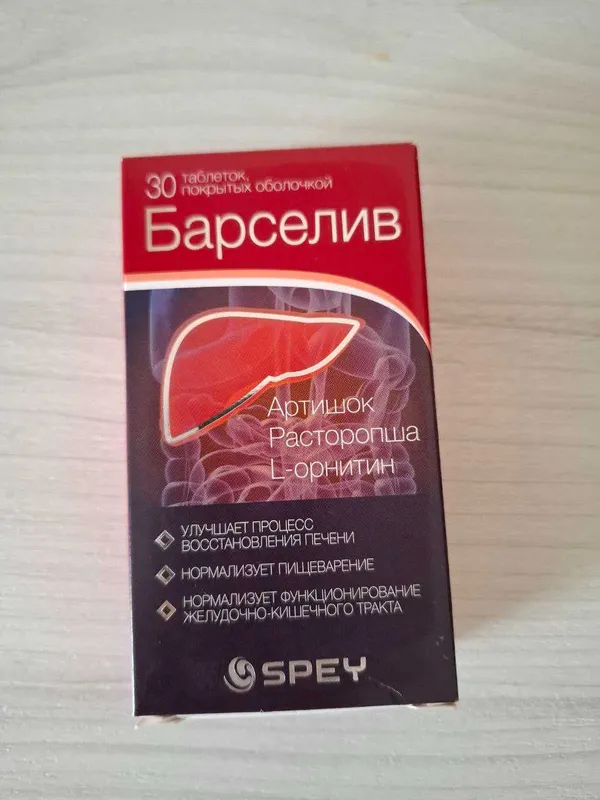 30 таблеток,
покрытых оболочкой
Барселив
Артишок
Расторопша
L-орнитин
УЛУЧШАЕТ ПРОЦЕСС
ВОССТАНОВЛЕНИЯ ПЕЧЕНИ
НОРМАЛИЗУЕТ ПИЩЕВАРЕНИЕ
НОРМАЛИЗУЕТ ФУНКЦИОНИРОВАНИЕ
ЖЕЛУДОЧНО-КИШЕЧНОГО ТРАКТА
SPEY